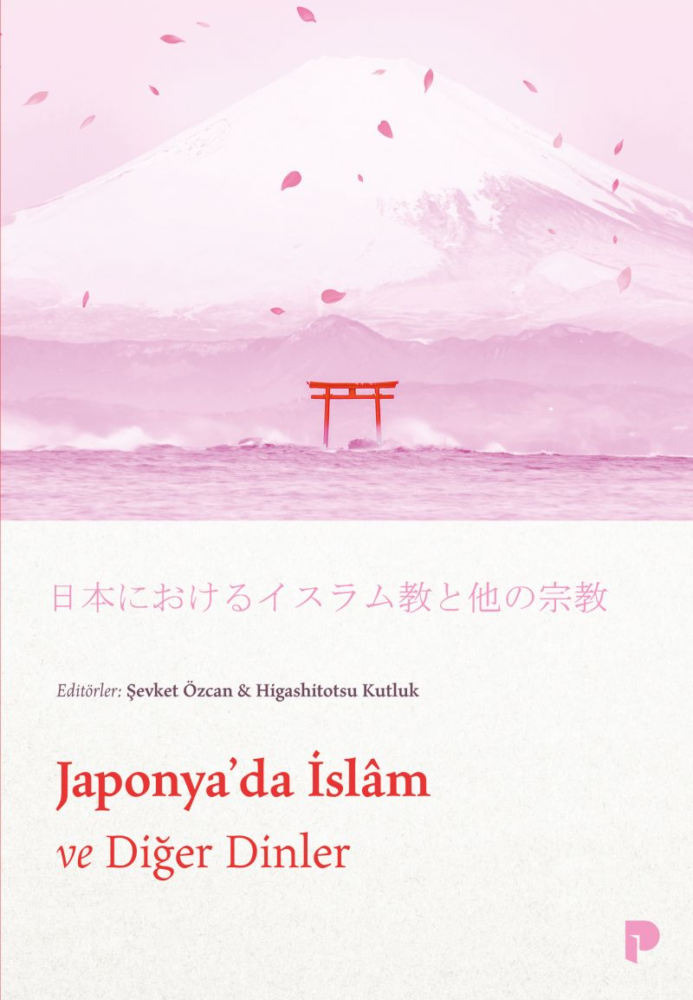 日本におけるイスラム教と他の宗教
Editörler: Şevket Özcan & Higashitotsu Kutluk
Japonya’da İslâm
ve Diğer Dinler